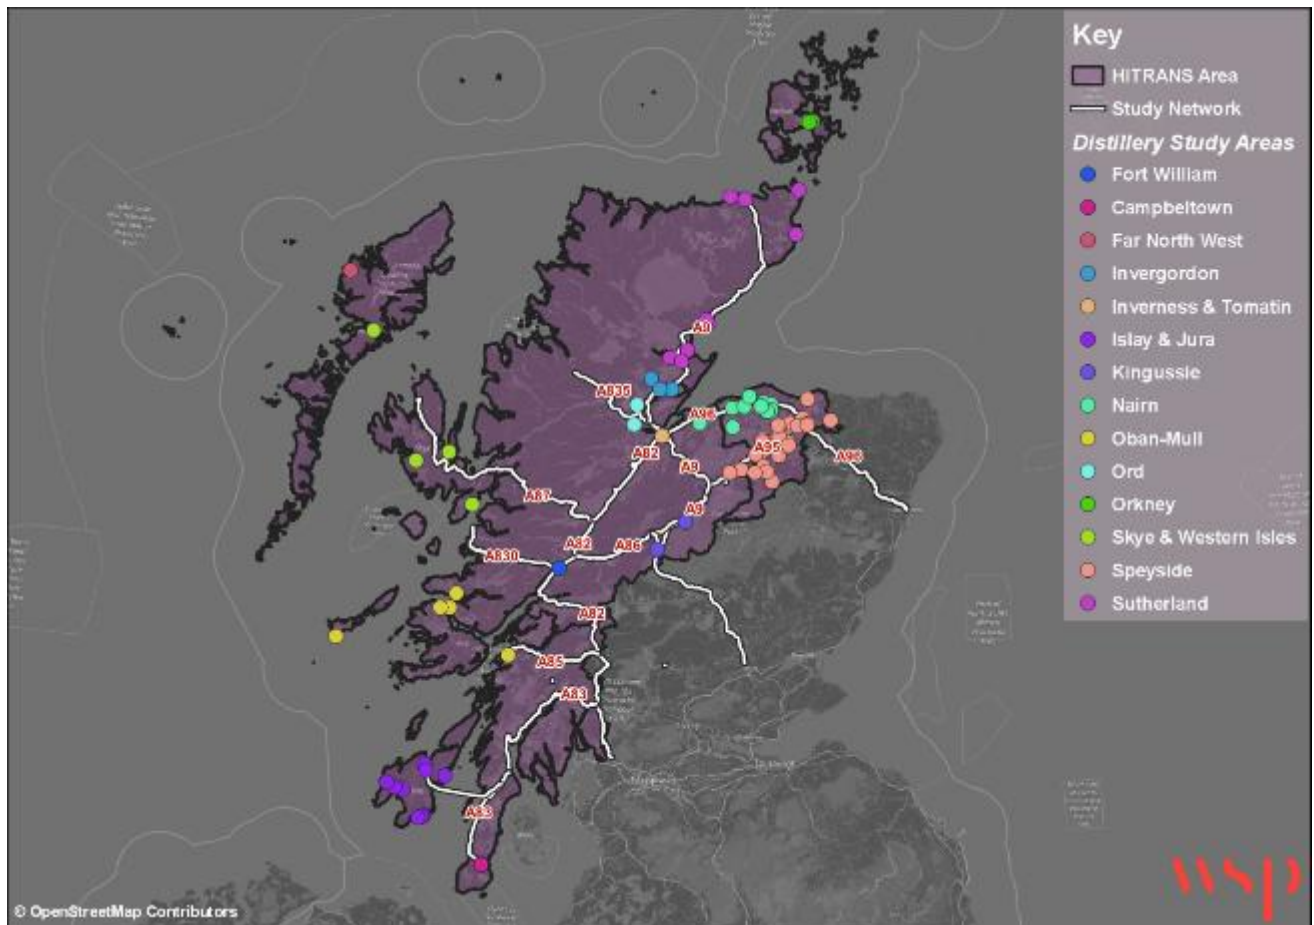 Key
HITRANS Area
Study Network
Distillery Study Areas
Fort William
Campbeltown
Far North West
Invergordon
Inverness & Tomatin
Islay & Jura
Kingussie
Nairn
Oban-Mull
Ord
Orkney
Skye & Western Isles
Speyside
Sutherland
A9
A835
A96
A82
A9
A95
A96
A87
A9
A82
A86
A830
A82
A85
A83
A83
wsp
© OpenStreetMap Contributors